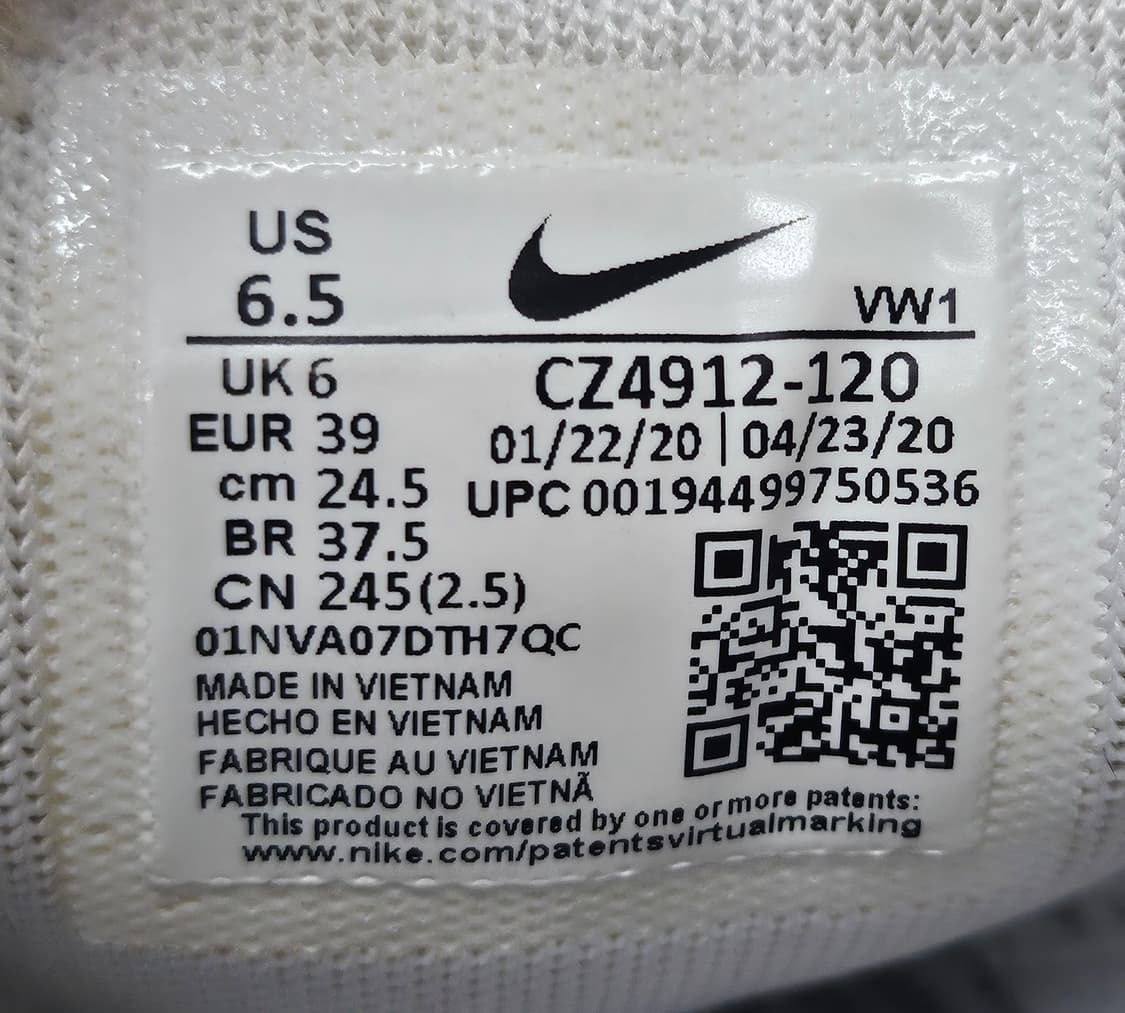 US
6.5
VW1
UK 6
CZ4912-120
EUR 39
01/22/20 | 04/23/20
cm 24.5
UPC 00194499750536
BR 37.5
CN 245(2.5)
01NVA07DTH7QC
MADE IN VIETNAM
HECHO EN VIETNAM
FABRIQUE AU VIETNAM
FABRICADO NO VIETNÃ
This product is covered by one or more patents:
www.nike.com/patentsvirtualmarking